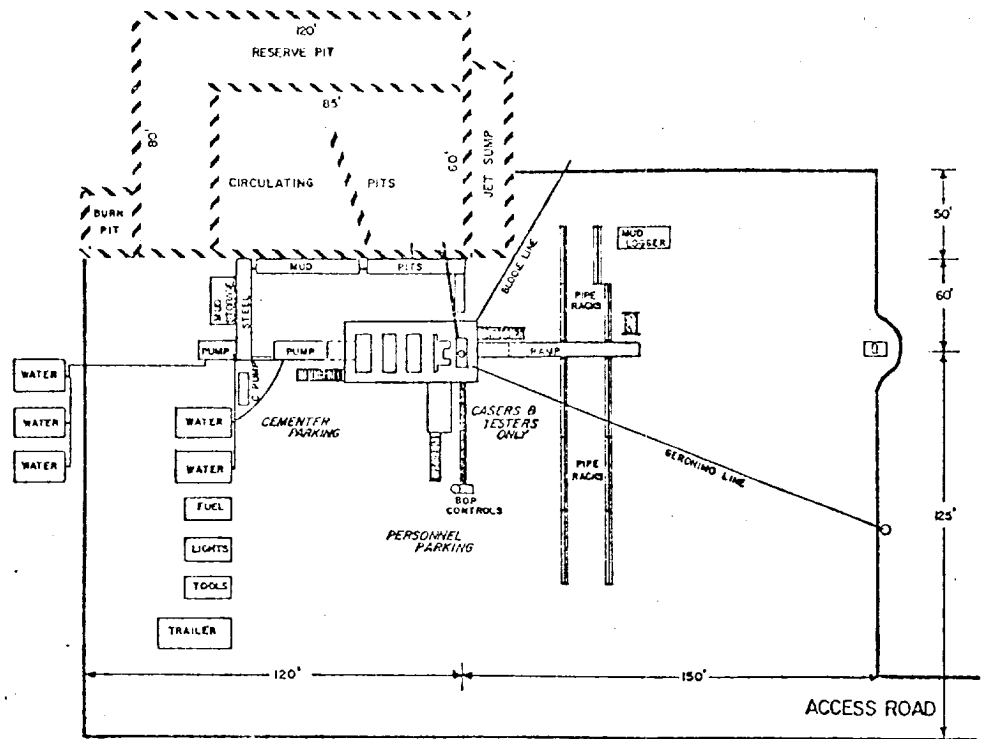 120'
RESERVE PIT
85'
80'
60'
JET SUMP
CIRCULATING PITS
BURN
PIT
50'
MUD
LOGGER
BLOOIE LINE
MUD PITS
MUD
STORAGE
STEEL
PIPE
RACKS
60'
PUMP
PUMP
RAMP
WATER
WATER
WATER
PUMP
WATER
WATER
CEMENTER
PARKING
CASERS &
TESTERS
ONLY
GERONIMO LINE
PIPE
RACKS
BOP
CONTROLS
125'
FUEL
LIGHTS
TOOLS
TRAILER
PERSONNEL
PARKING
120'
150'
ACCESS ROAD